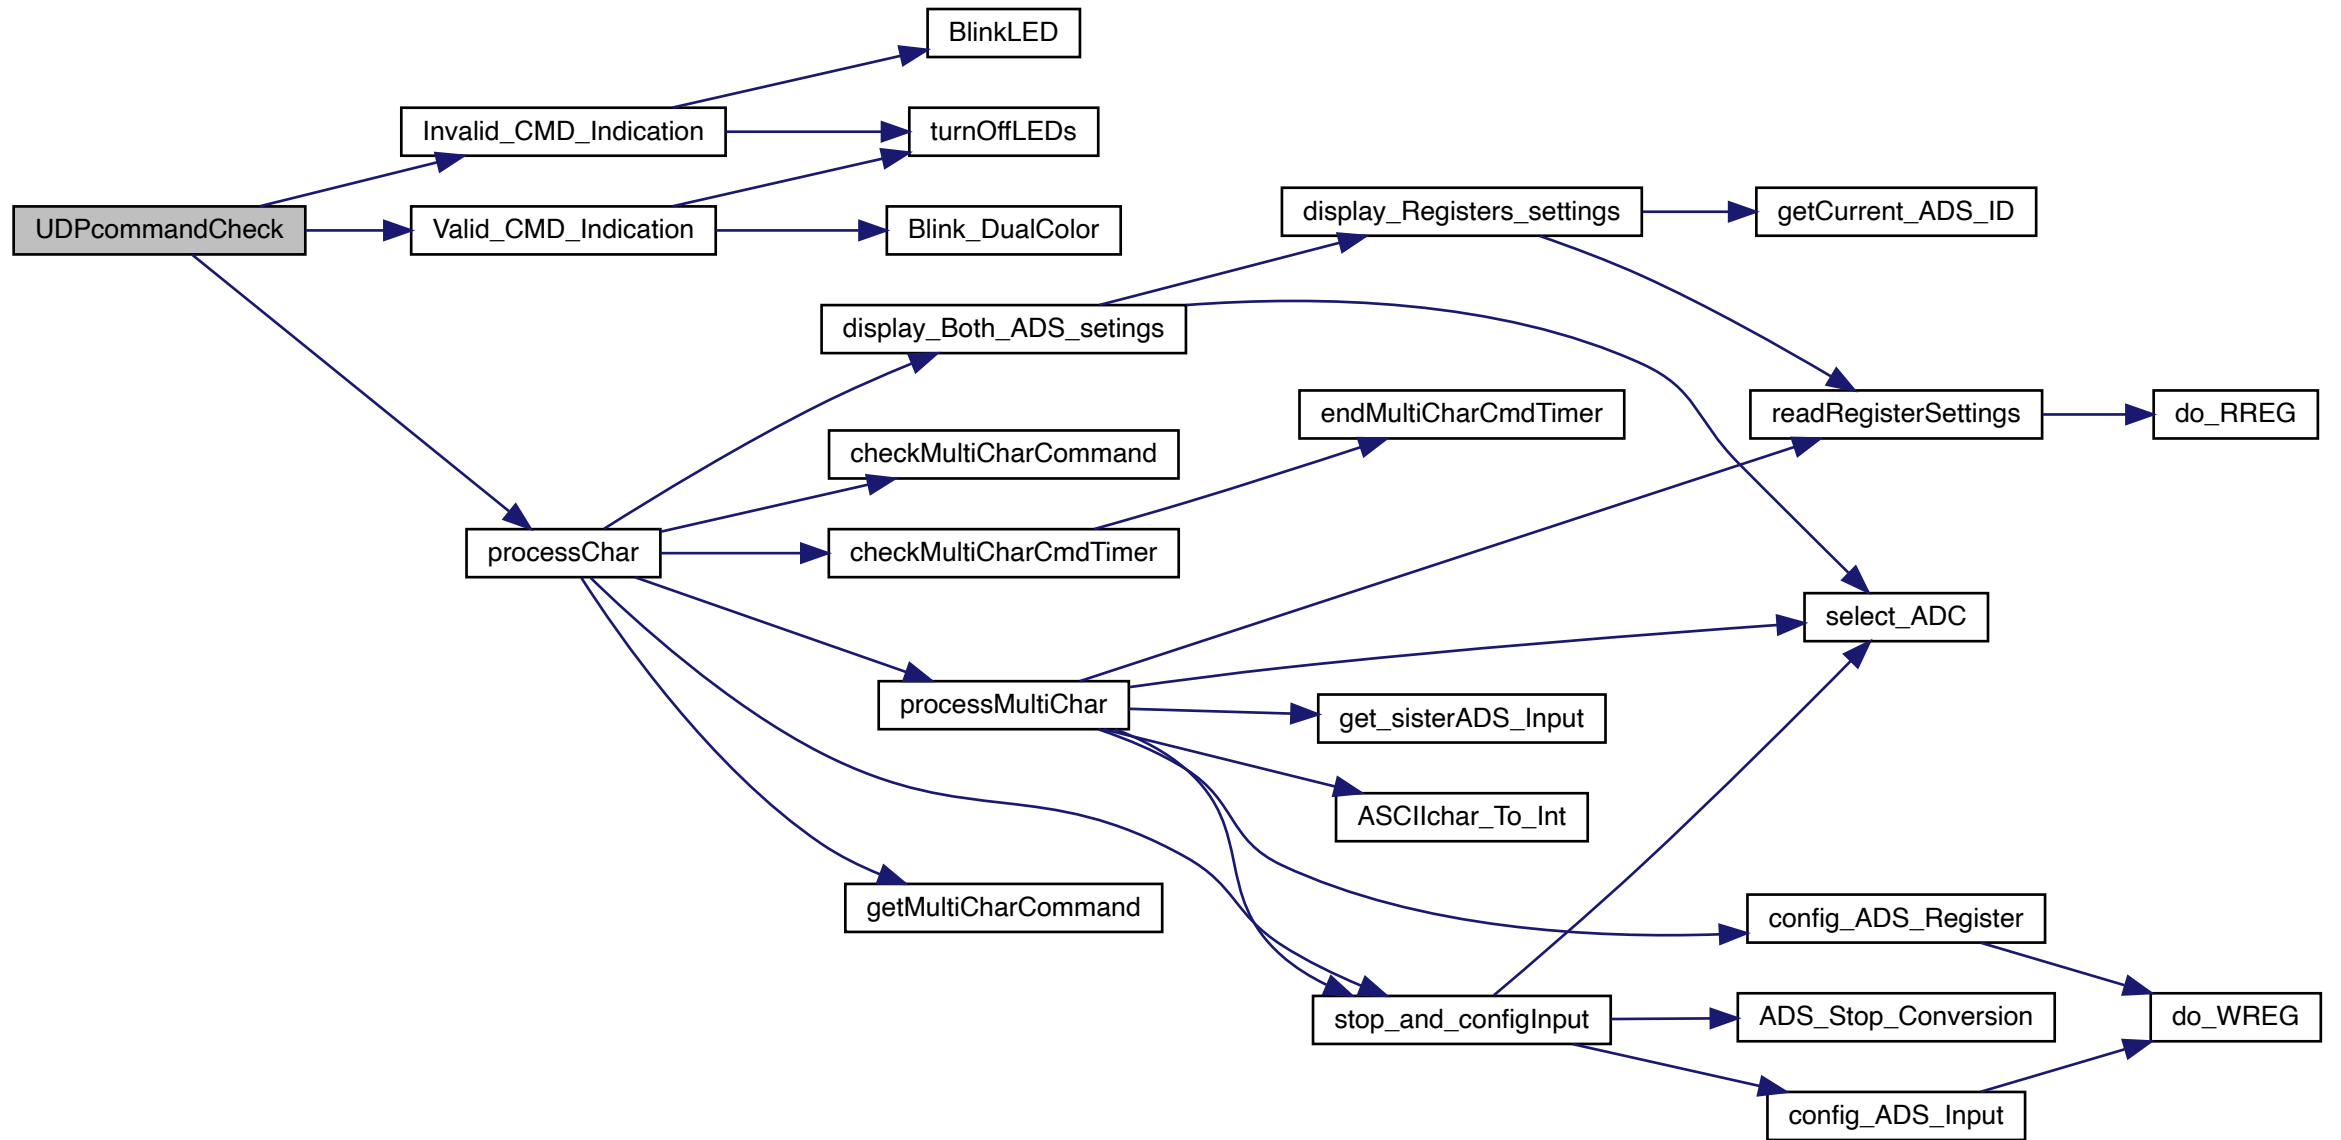 BlinkLED
Invalid_CMD_Indication
turnOffLEDs
UDPcommandCheck
Valid_CMD_Indication
Blink_DualColor
display_Registers_settings
getCurrent_ADS_ID
display_Both_ADS_setings
endMultiCharCmdTimer
readRegisterSettings
do_RREG
checkMultiCharCommand
processChar
checkMultiCharCmdTimer
select_ADC
processMultiChar
get_sisterADS_Input
ASCIIchar_To_Int
getMultiCharCommand
config_ADS_Register
stop_and_configInput
ADS_Stop_Conversion
do_WREG
config_ADS_Input